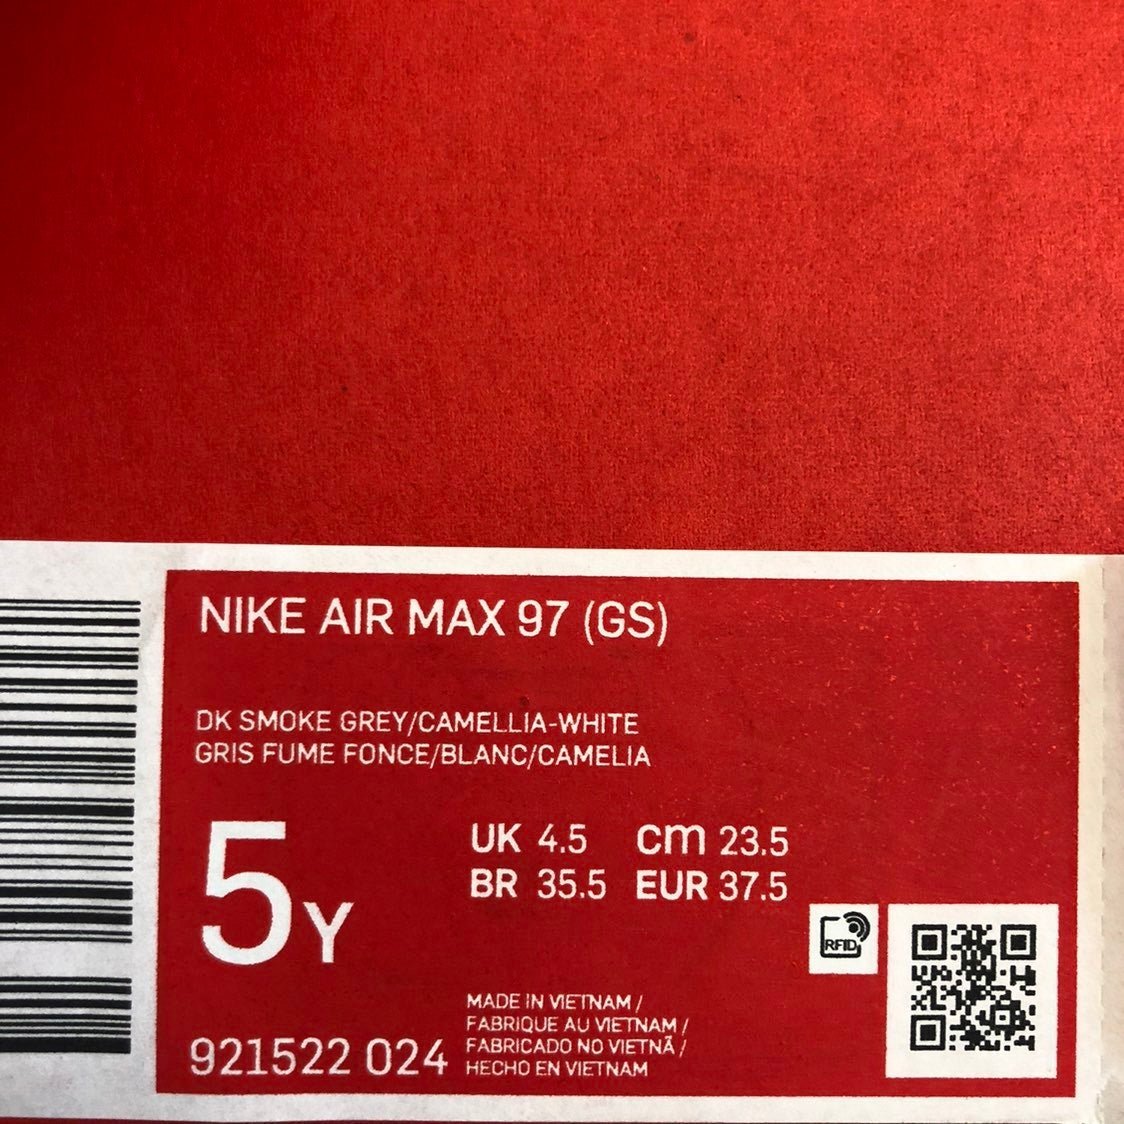 NIKE AIR MAX 97 (GS)
DK SMOKE GREY/CAMELLIA-WHITE
GRIS FUME FONCE/BLANC/CAMELIA
5Y
UK 4.5 cm 23.5
BR 35.5 EUR 37.5
RFID
MADE IN VIETNAM /
FABRIQUE AU VIETNAM /
FABRICADO NO VIETNÃ /
HECHO EN VIETNAM
921522 024